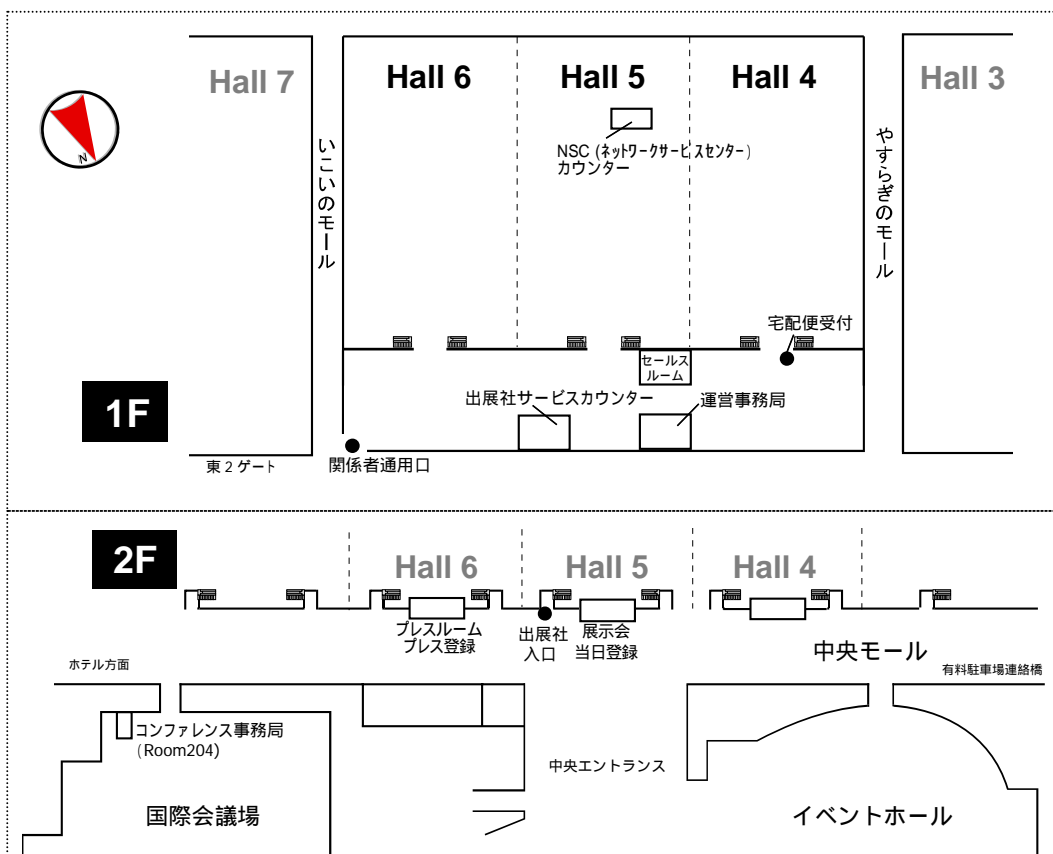 Hall 7
Hall 6
Hall 5
Hall 4
Hall 3
N
NSC (ネットワークサービスセンター)
カウンター
いこいのモール
やすらぎのモール
宅配便受付
セールス
ルーム
出展社サービスカウンター
運営事務局
1F
東2ゲート
関係者通用口
2F
Hall 6
Hall 5
Hall 4
プレスルーム
プレス登録
出展社
入口
展示会
当日登録
中央モール
ホテル方面
有料駐車場連絡橋
コンファレンス事務局
(Room204)
中央エントランス
国際会議場
イベントホール